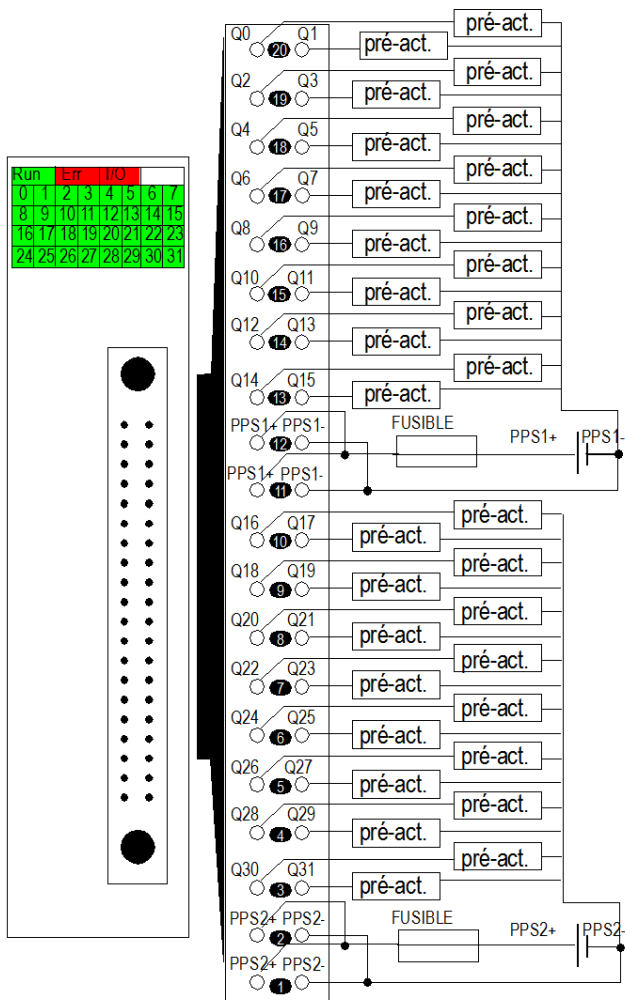 pré-act.
Q0 Q1
20 pré-act.
pré-act.
Q2 Q3
19 pré-act.
pré-act.
Q4 Q5
18 pré-act.
Run Err I/O
0 1 2 3 4 5 6 7
8 9 10 11 12 13 14 15
16 17 18 19 20 21 22 23
24 25 26 27 28 29 30 31
pré-act.
Q6 Q7
17 pré-act.
pré-act.
Q8 Q9
16 pré-act.
pré-act.
Q10 Q11
15 pré-act.
pré-act.
Q12 Q13
14 pré-act.
pré-act.
Q14 Q15
13 pré-act.
PPS1+ PPS1- FUSIBLE PPS1+ PPS1-
12
PPS1+ PPS1-
11
pré-act.
Q16 Q17
10 pré-act.
pré-act.
Q18 Q19
9 pré-act.
pré-act.
Q20 Q21
8 pré-act.
pré-act.
Q22 Q23
7 pré-act.
pré-act.
Q24 Q25
6 pré-act.
pré-act.
Q26 Q27
5 pré-act.
pré-act.
Q28 Q29
4 pré-act.
pré-act.
Q30 Q31
3 pré-act.
PPS2+ PPS2- FUSIBLE PPS2+ PPS2-
2
PPS2+ PPS2-
1